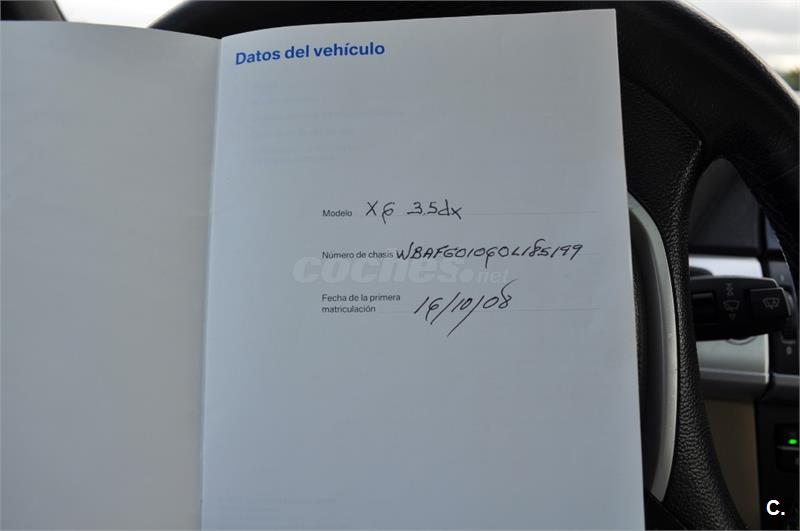 Datos del vehículo
Modelo X6 3.5dx
Número de chasis WBAFG01060L185199
coches.net
Fecha de la primera
matriculación 16/10/08
C.